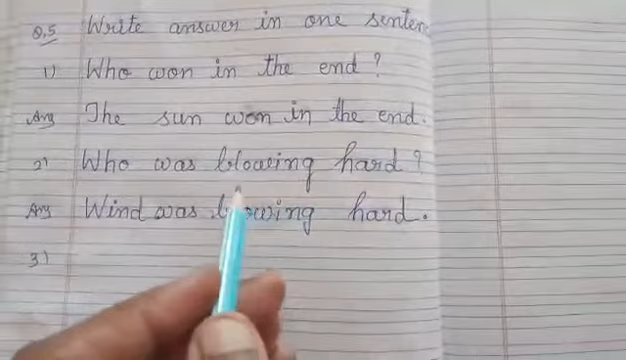 Q.5 Write answer in one senten
1) Who won in the end?
Ans The sun won in the end.
2) Who was blowing hard?
Ans Wind was blowing hard.
3)